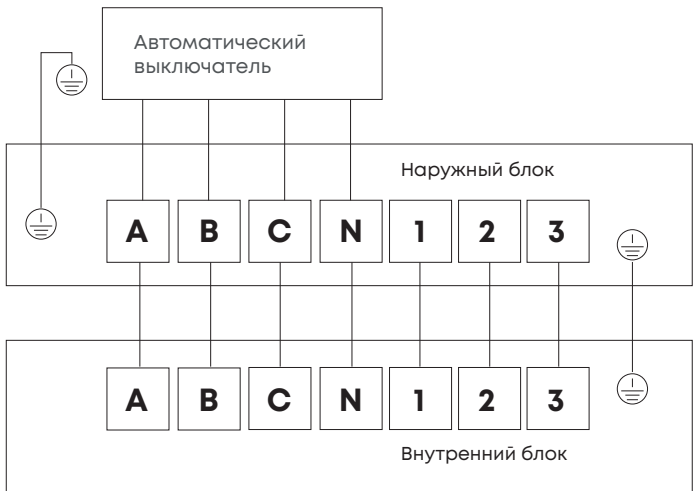 Автоматический
выключатель
Наружный блок
A B C N 1 2 3
A B C N 1 2 3
Внутренний блок